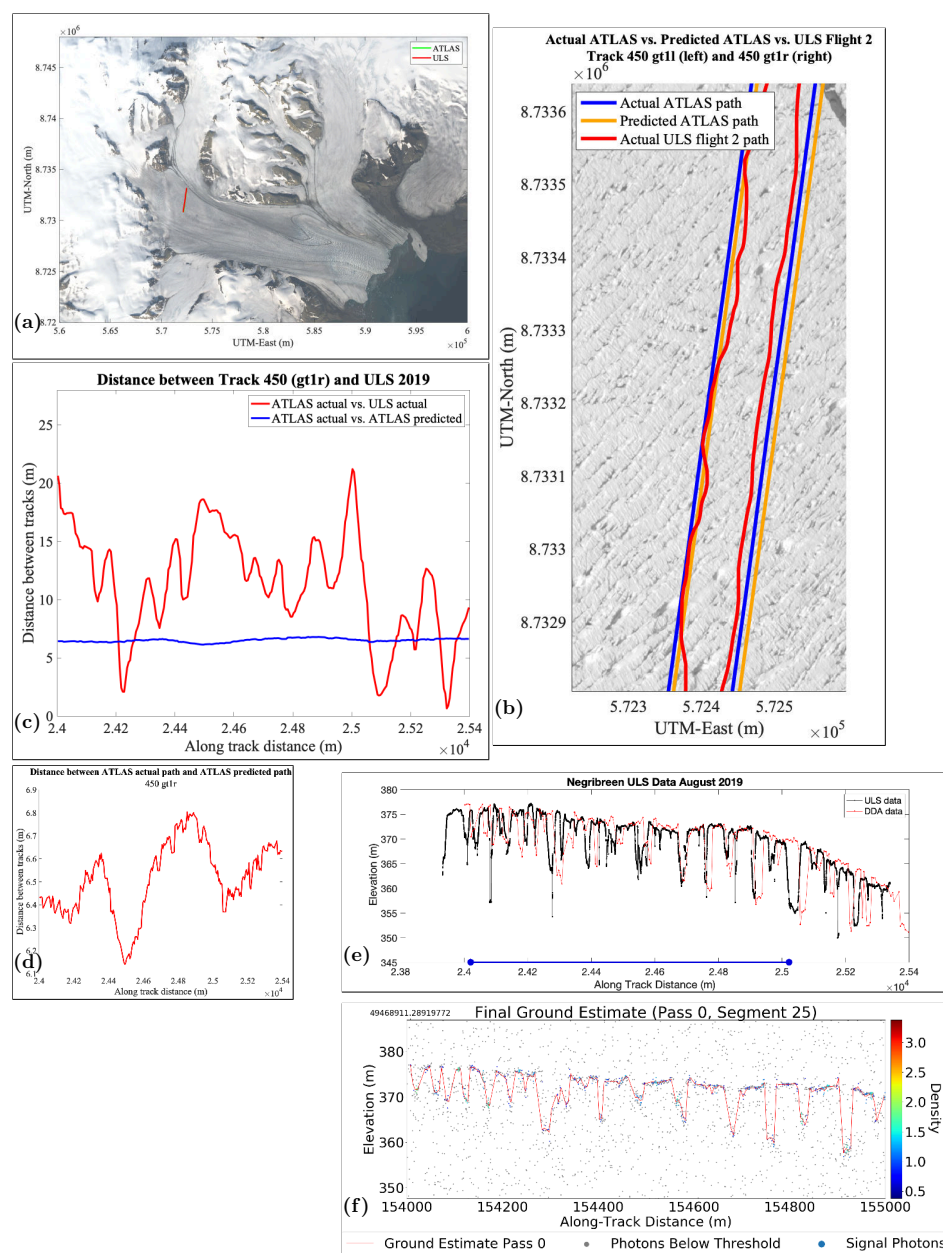 ×10⁶
ATLAS
ULS
8.745
8.74
8.735
8.73
8.725
8.72
UTM-North (m)
5.6
5.65
5.7
5.75
5.8
5.85
5.9
5.95
6
UTM-East (m)
×10⁵
(a)
Actual ATLAS vs. Predicted ATLAS vs. ULS Flight 2
Track 450 gt1l (left) and 450 gt1r (right)
×10⁶
Actual ATLAS path
Predicted ATLAS path
Actual ULS flight 2 path
8.7336
8.7335
8.7334
8.7333
8.7332
8.7331
8.733
8.7329
UTM-North (m)
5.723
5.724
5.725
UTM-East (m)
×10⁵
(b)
Distance between Track 450 (gt1r) and ULS 2019
ATLAS actual vs. ULS actual
ATLAS actual vs. ATLAS predicted
25
20
15
10
5
0
Distance between tracks (m)
2.4
2.42
2.44
2.46
2.48
2.5
2.52
2.54
Along track distance (m)
×10⁴
(c)
Distance between ATLAS actual path and ATLAS predicted path
450 gt1r
6.9
6.8
6.7
6.6
6.5
6.4
6.3
6.2
6.1
Distance between tracks (m)
2.4
2.42
2.44
2.46
2.48
2.5
2.52
2.54
Along track distance (m)
×10⁴
(d)
Negribreen ULS Data August 2019
ULS data
DDA data
380
375
370
365
360
355
350
345
Elevation (m)
2.38
2.4
2.42
2.44
2.46
2.48
2.5
2.52
2.54
Along Track Distance (m)
×10⁴
(e)
49468911.28919772
Final Ground Estimate (Pass 0, Segment 25)
380
370
360
350
Elevation (m)
154000
154200
154400
154600
154800
155000
Along-Track Distance (m)
3.0
2.5
2.0
1.5
1.0
0.5
Density
(f)
Ground Estimate Pass 0
Photons Below Threshold
Signal Photons